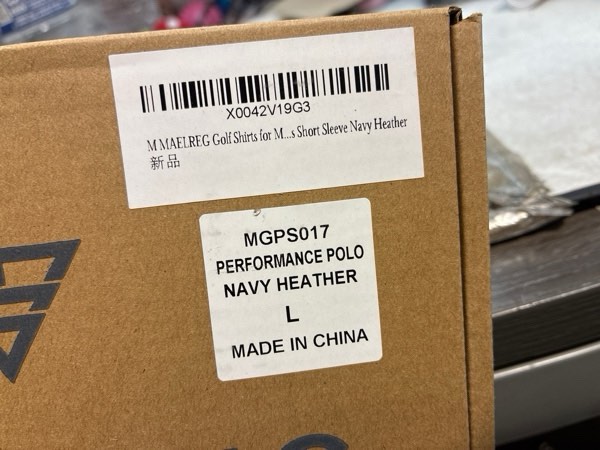 X0042V19G3
M MAELREG Golf Shirts for M...s Short Sleeve Navy Heather
新品
MGPS017
PERFORMANCE POLO
NAVY HEATHER
L
MADE IN CHINA